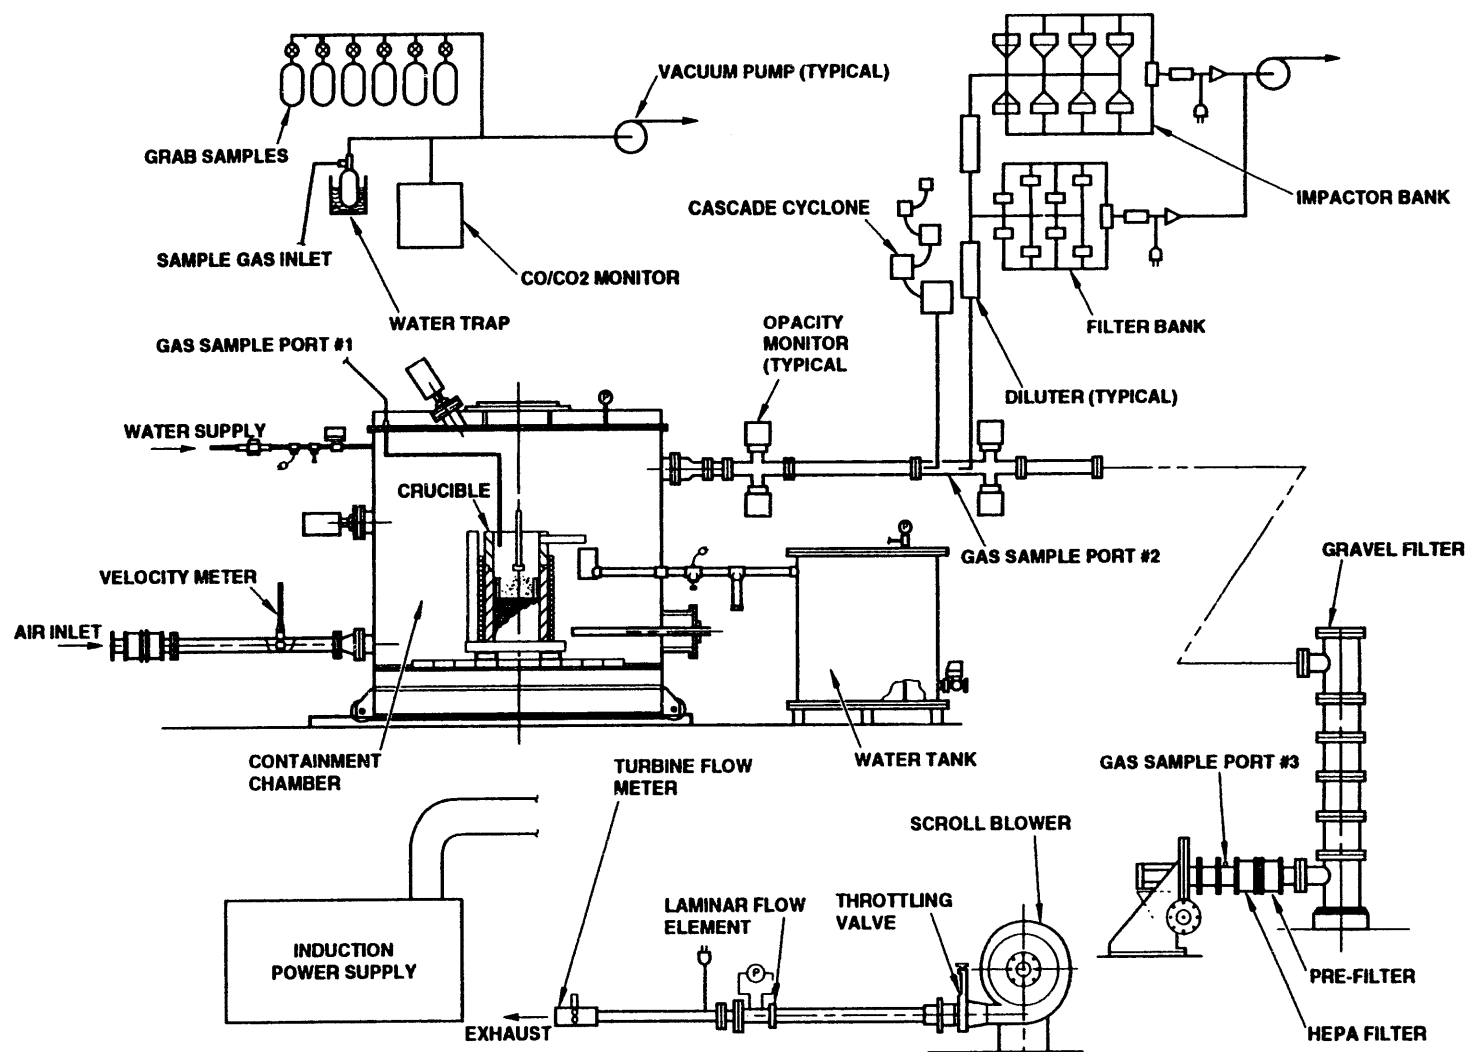 VACUUM PUMP (TYPICAL)
GRAB SAMPLES
IMPACTOR BANK
CASCADE CYCLONE
SAMPLE GAS INLET
CO/CO2 MONITOR
WATER TRAP
FILTER BANK
OPACITY
MONITOR
(TYPICAL
GAS SAMPLE PORT #1
DILUTER (TYPICAL)
P
WATER SUPPLY
CRUCIBLE
P
GAS SAMPLE PORT #2
GRAVEL FILTER
VELOCITY METER
AIR INLET
WATER TANK
CONTAINMENT
CHAMBER
TURBINE FLOW
METER
GAS SAMPLE PORT #3
SCROLL BLOWER
LAMINAR FLOW
ELEMENT
THROTTLING
VALVE
INDUCTION
POWER SUPPLY
P
PRE-FILTER
EXHAUST
HEPA FILTER